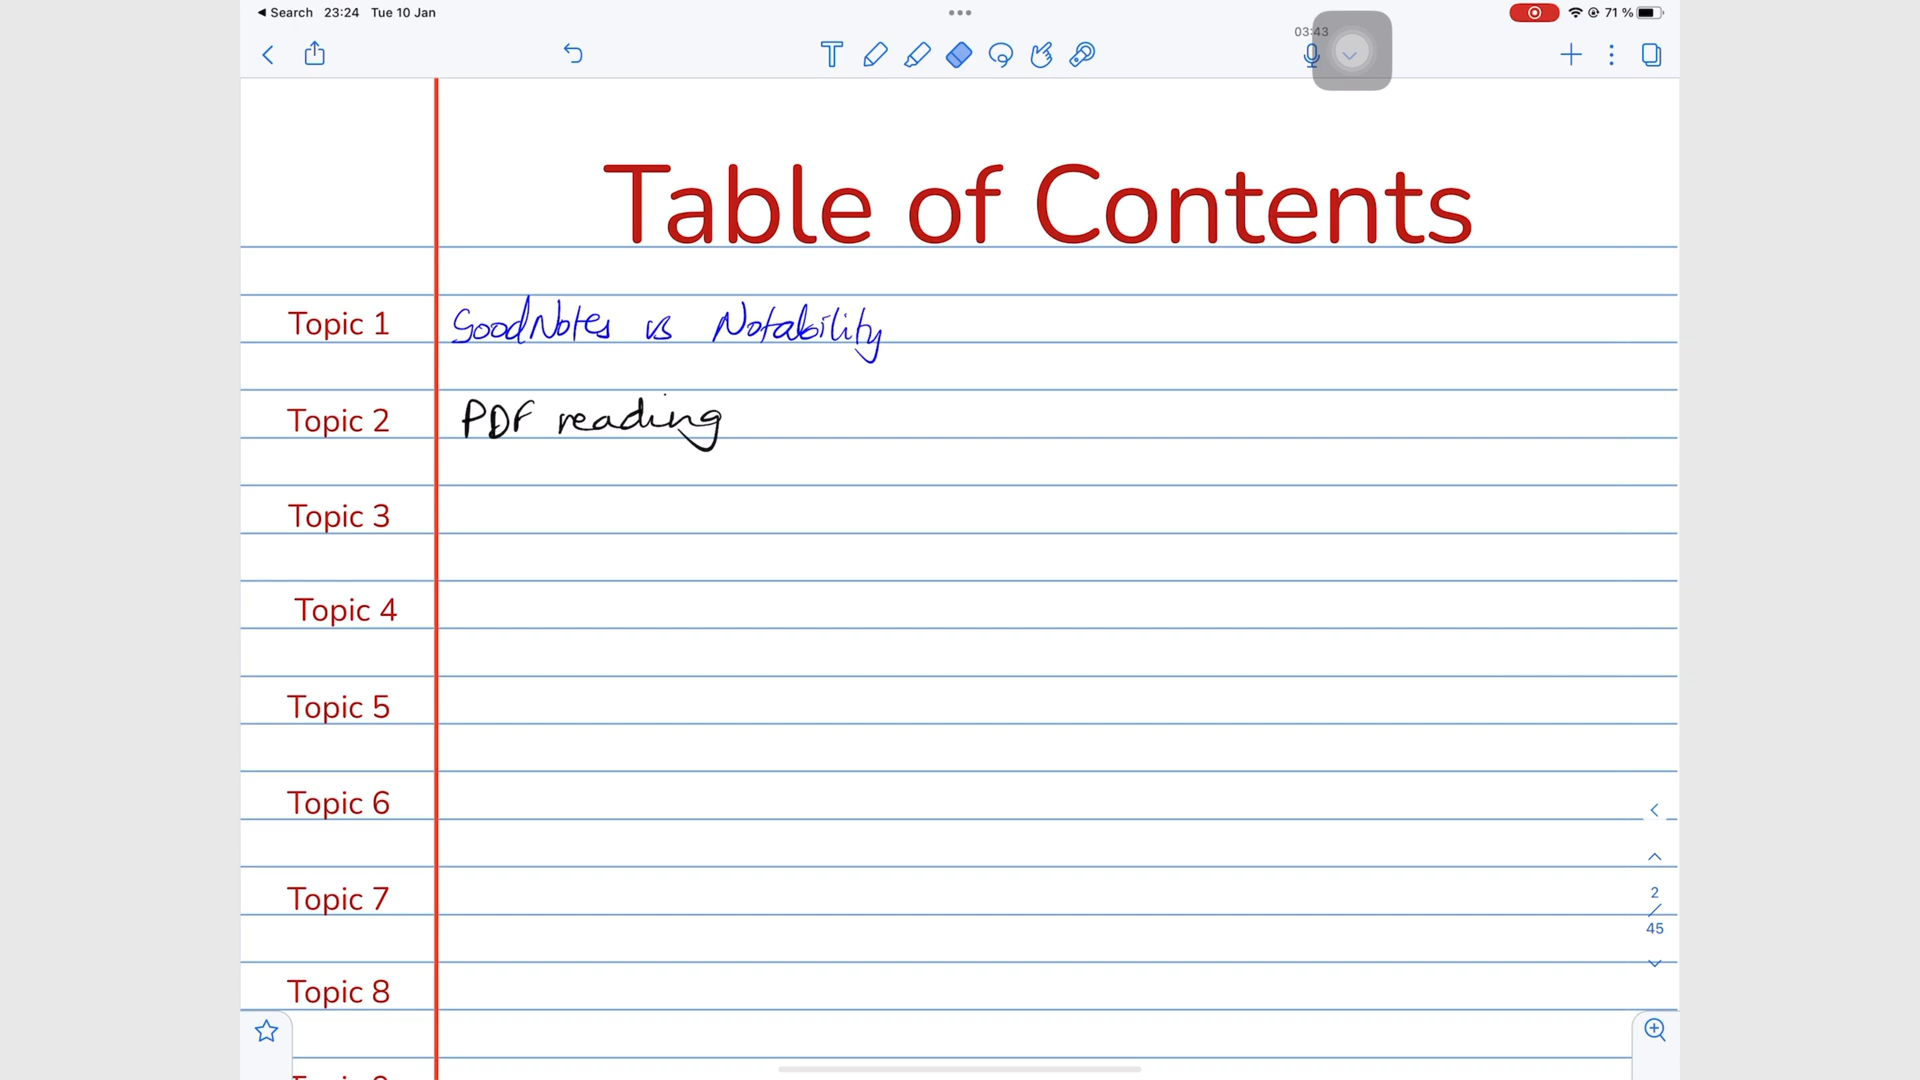 Search 23:24 Tue 10 Jan 71 %
03:43
T
Table of Contents
Topic 1 GoodNotes vs Notability
Topic 2 PDF reading
Topic 3
Topic 4
Topic 5
Topic 6
Topic 7
2
/
45
Topic 8